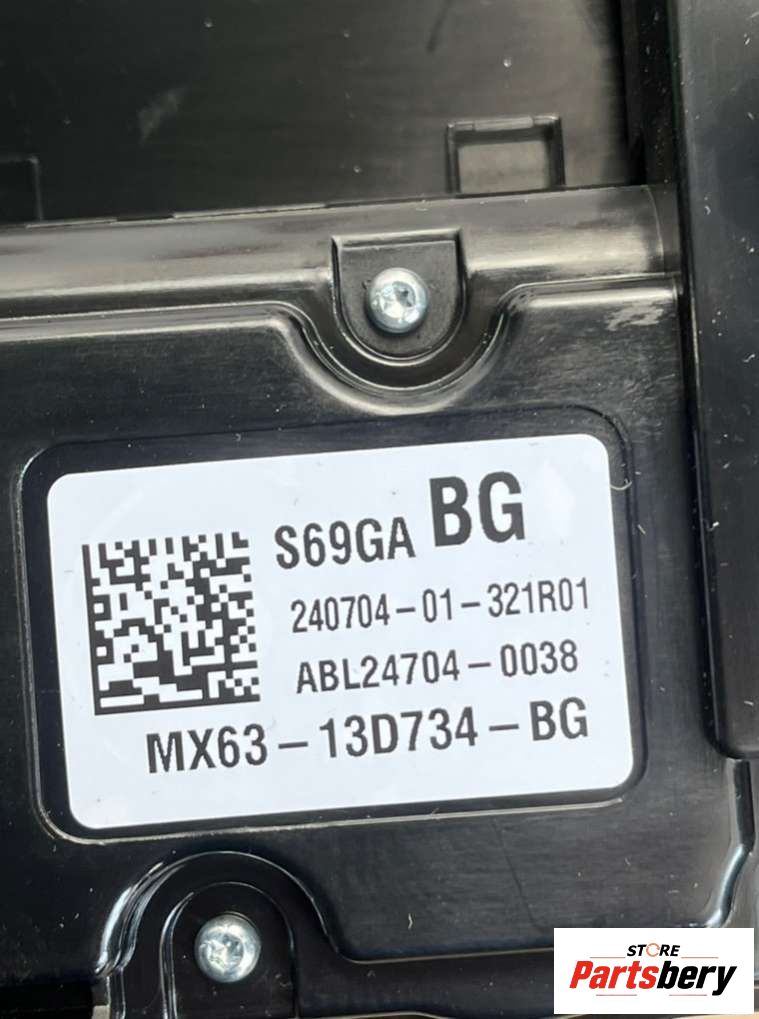 S69GA BG
240704-01-321R01
ABL24704-0038
MX63-13D734-BG
STORE
Partsbery